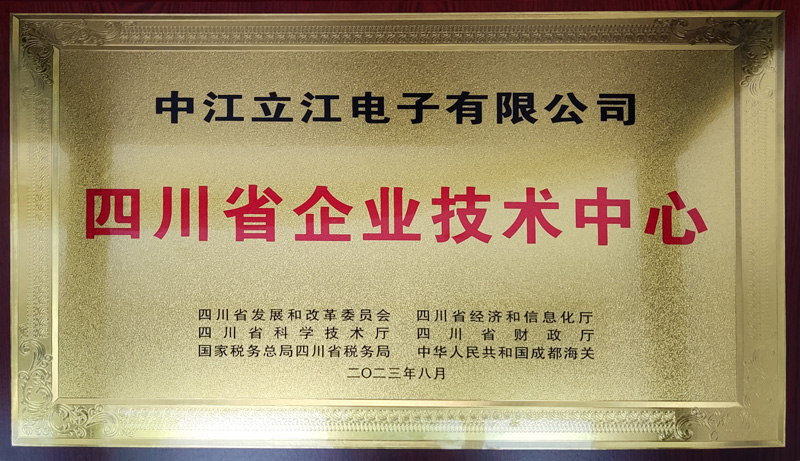 中江立江电子有限公司
四川省企业技术中心
四川省发展和改革委员会 四川省经济和信息化厅
四川省科学技术厅 四川省财政厅
国家税务总局四川省税务局 中华人民共和国成都海关
二〇二三年八月